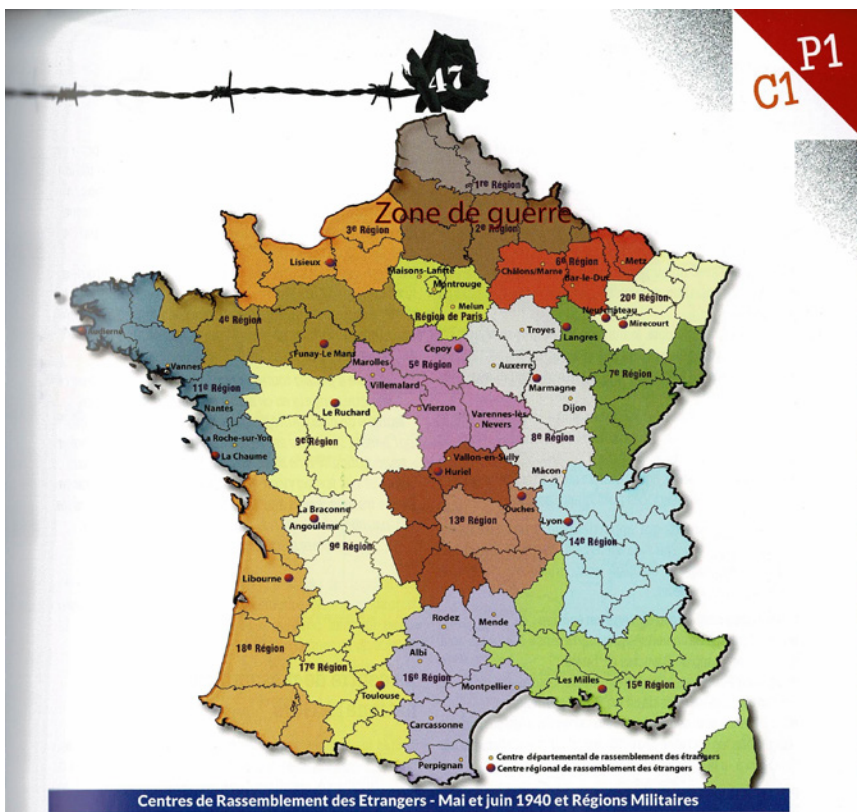 47
P1
C1
1re Région
Zone de guerre
3e Région
2e Région
Lisieux
6e Région
Metz
Maisons-Lafitte
Châlons/Marne
Bar-le-Duc
Montrouge
20e Région
Melun
Région de Paris
Neufchâteau
4e Région
Troyes
Mirecourt
Audierne
Langres
Funay-Le Mans
Cepoy
Marolles
5e Région
Vannes
Auxerre
7e Région
11e Région
Villemalard
Marmagne
Nantes
Le Ruchard
Vierzon
Dijon
Varennes-lès-
Nevers
La Roche-sur-Yon
9e Région
8e Région
La Chaume
Vallon-en-Sully
Huriel
Mâcon
Ouches
La Braconne
Angoulême
13e Région
Lyon
9e Région
14e Région
Libourne
Rodez
Mende
18e Région
Albi
17e Région
16e Région
Les Milles
15e Région
Toulouse
Montpellier
Carcassonne
Perpignan
Centre départemental de rassemblement des étrangers
Centre régional de rassemblement des étrangers
Centres de Rassemblement des Etrangers - Mai et juin 1940 et Régions Militaires